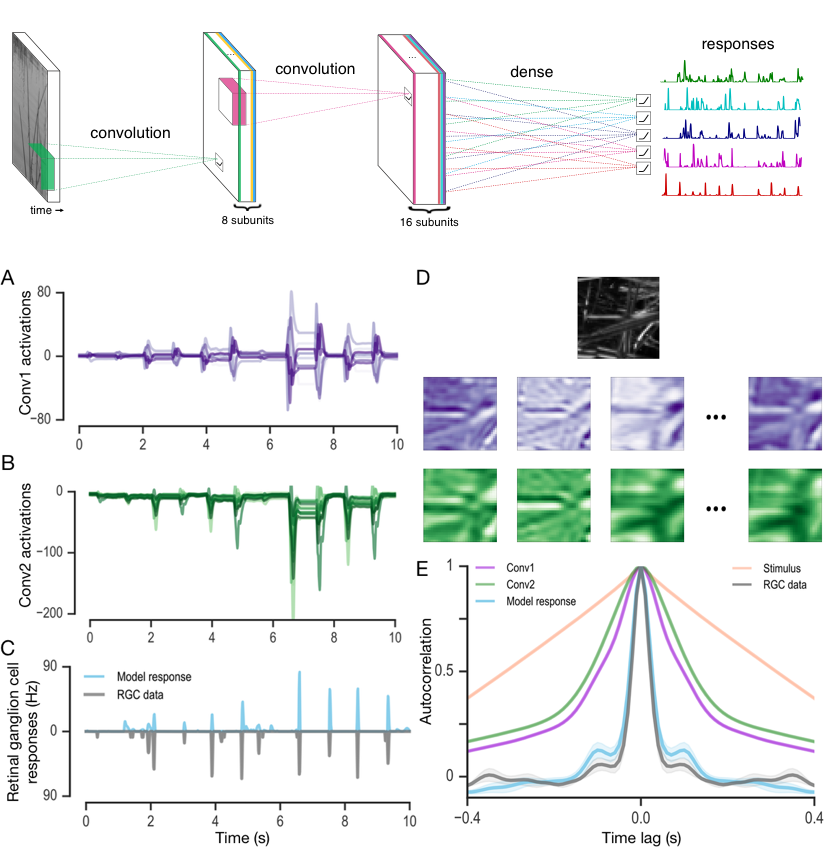 responses
convolution
dense
convolution
...
...
time →
8 subunits
16 subunits
A
Conv1 activations
80
0
−80
0 2 4 6 8 10
B
Conv2 activations
0
−100
−200
0 2 4 6 8 10
C
Retinal ganglion cell
responses (Hz)
90
0
90
Model response
RGC data
0 2 4 6 8 10
Time (s)
D
•••
•••
E
Autocorrelation
1
0.5
0
Conv1
Conv2
Model response
Stimulus
RGC data
−0.4 0.0 0.4
Time lag (s)